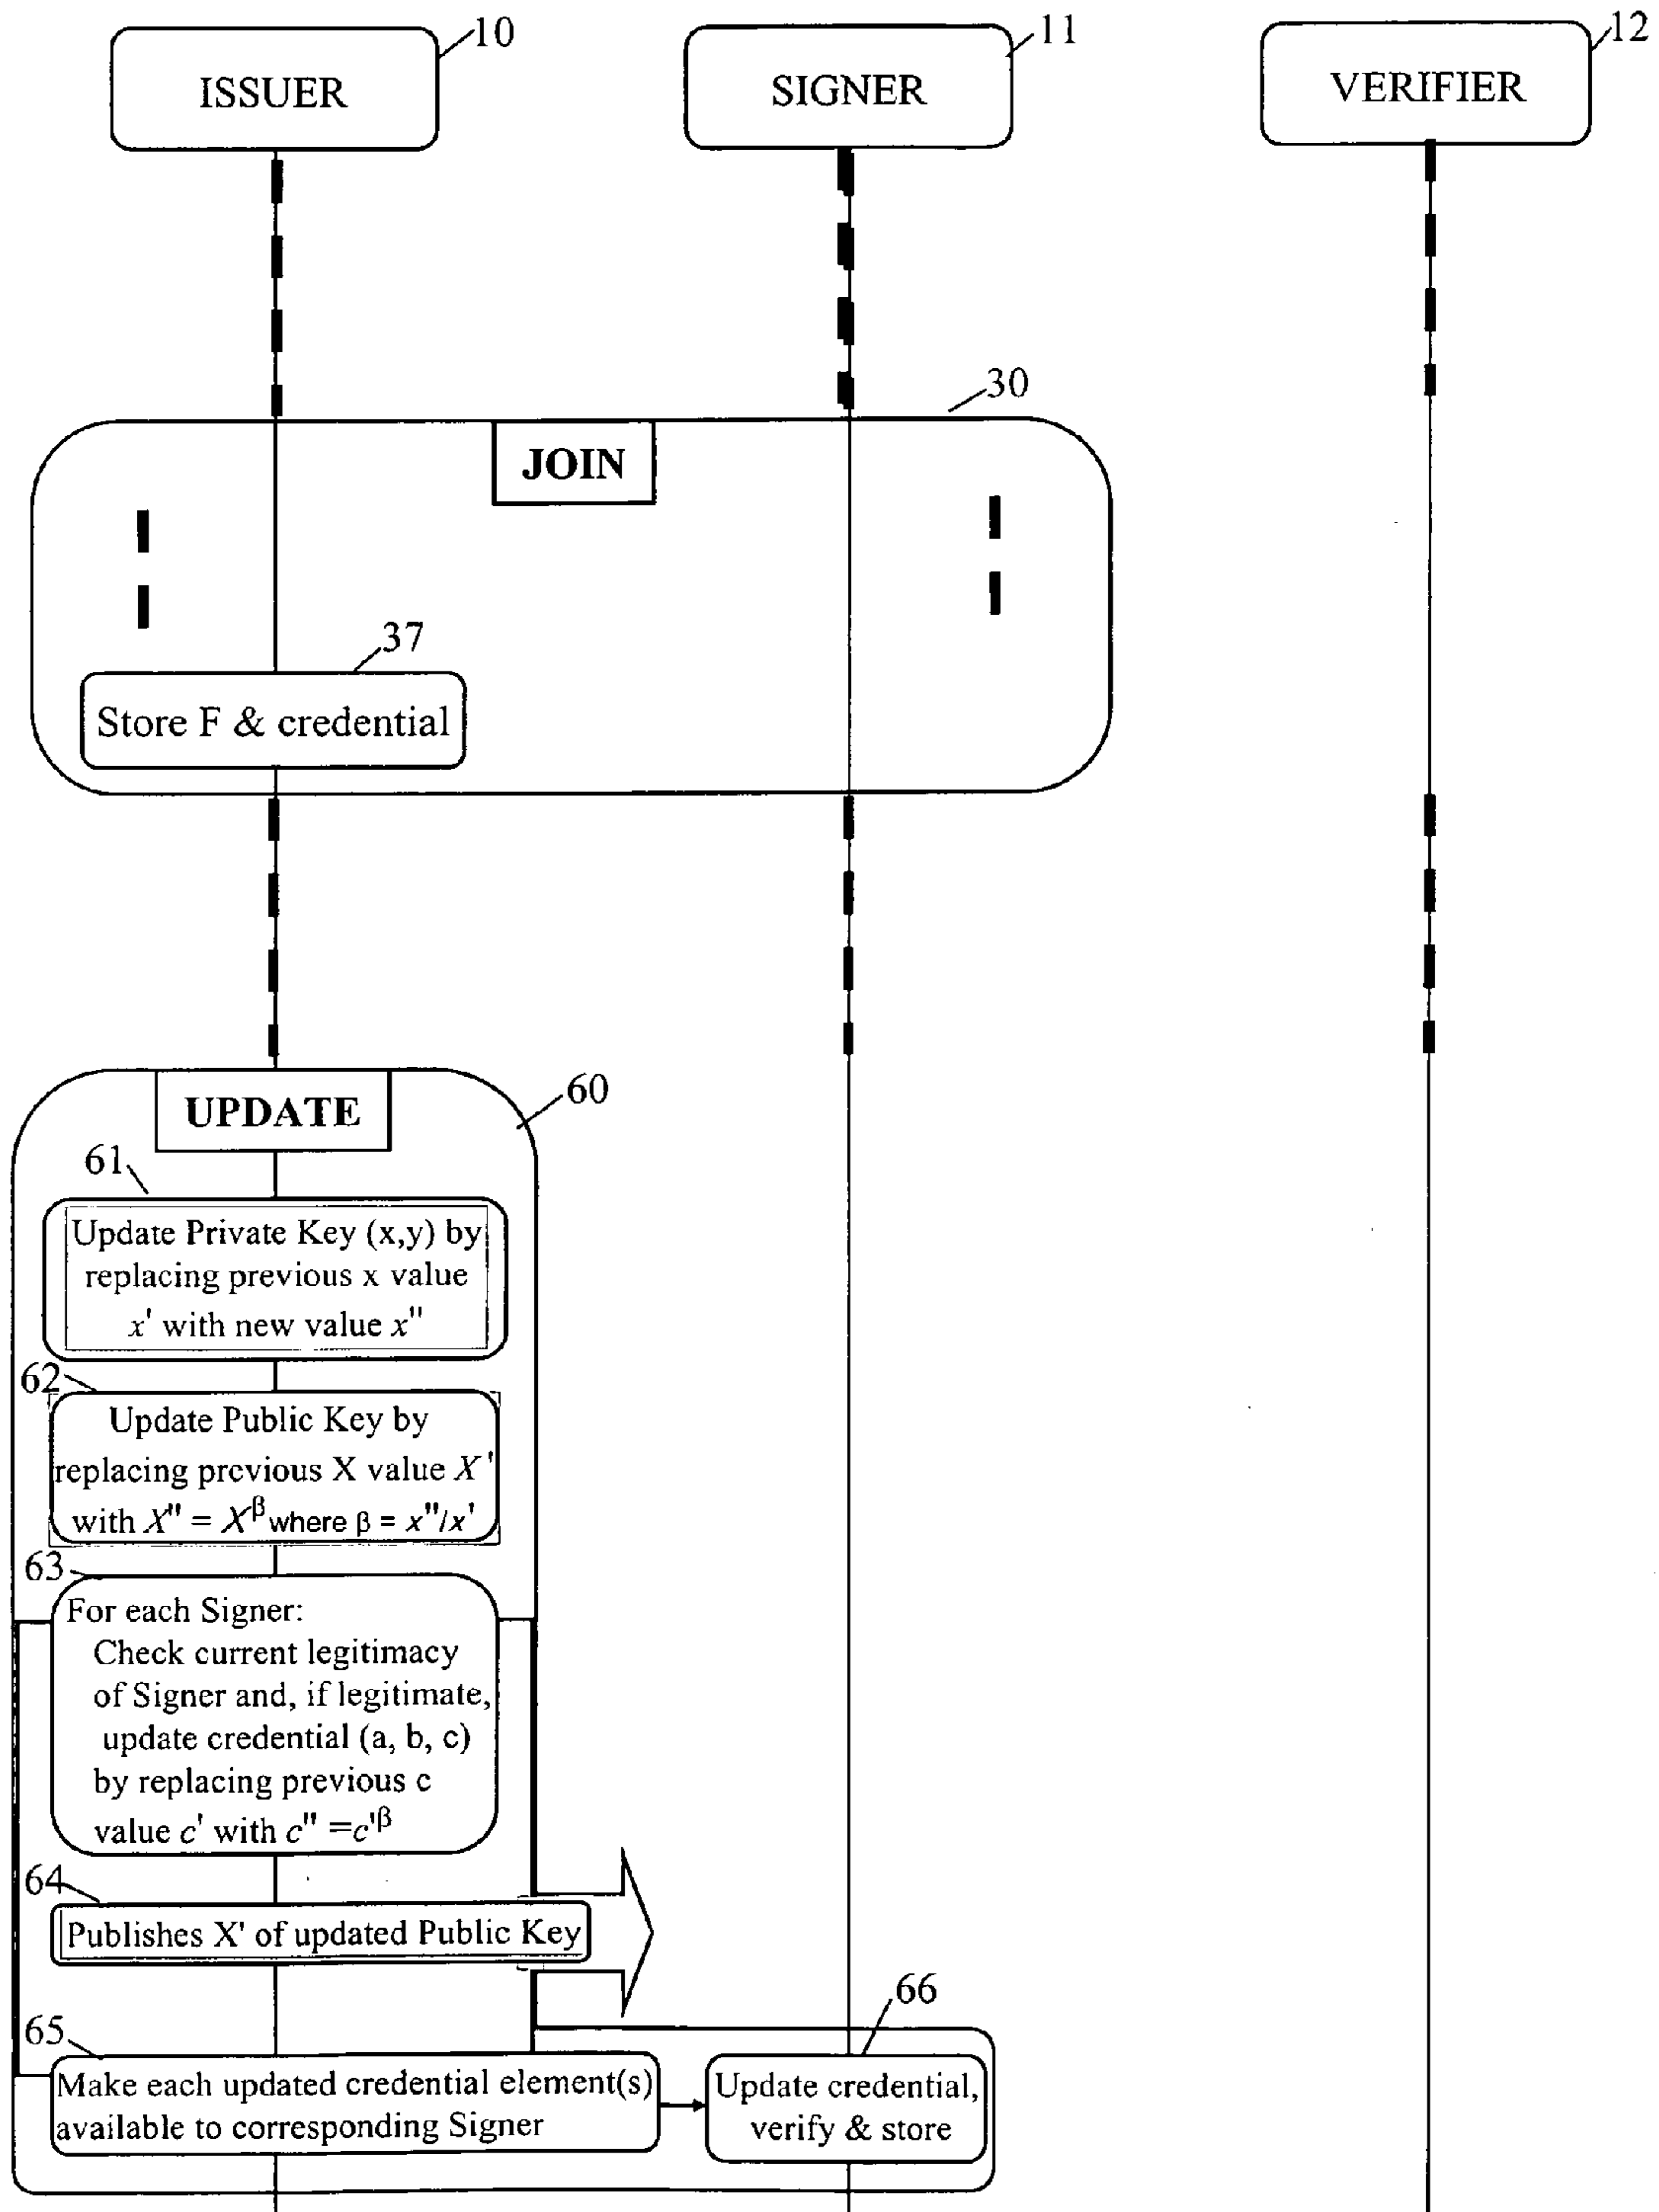 10
11
12
ISSUER
SIGNER
VERIFIER
30
JOIN
37
Store F & credential
60
UPDATE
61
Update Private Key (x,y) by
replacing previous x value
x' with new value x"
62
Update Public Key by
replacing previous X value X'
with X" = X^β where β = x"/x'
63
For each Signer:
Check current legitimacy
of Signer and, if legitimate,
update credential (a, b, c)
by replacing previous c
value c' with c" =c'^β
64
Publishes X' of updated Public Key
65
66
Make each updated credential element(s)
available to corresponding Signer
Update credential,
verify & store